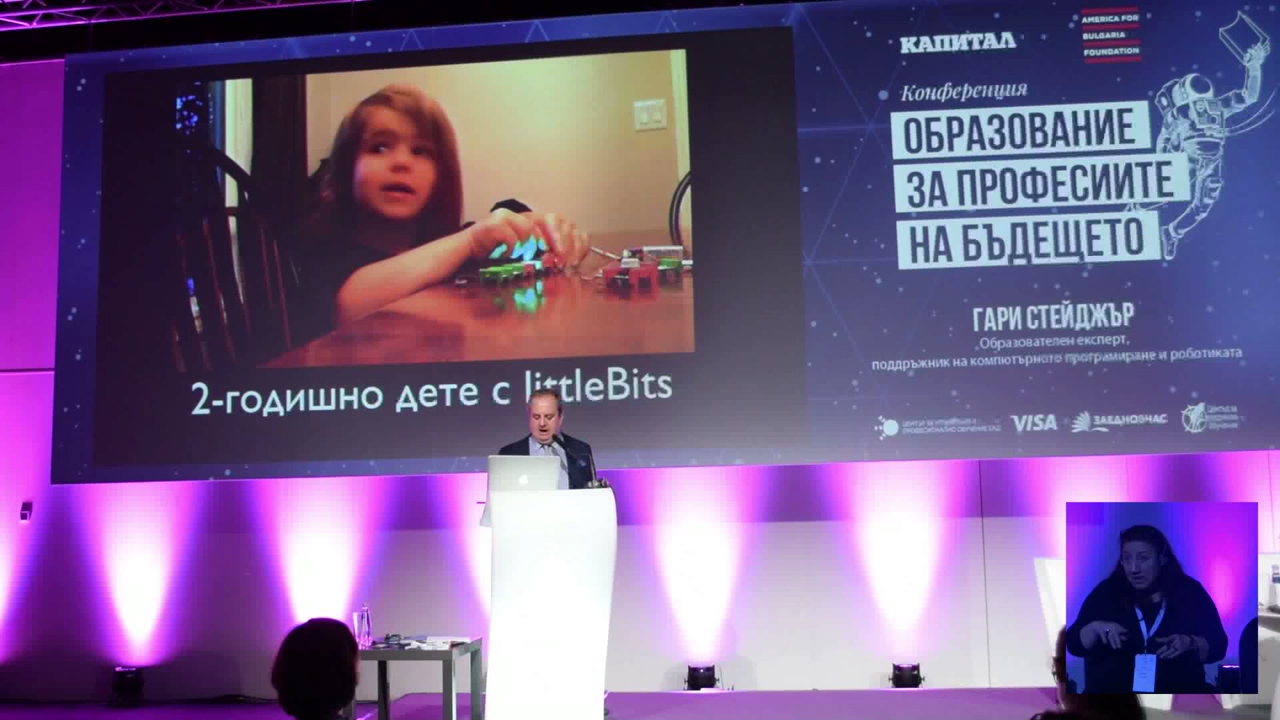 КАПИТАЛ
AMERICA FOR
BULGARIA
FOUNDATION
Конференция
ОБРАЗОВАНИЕ
ЗА ПРОФЕСИИТЕ
НА БЪДЕЩЕТО
ГАРИ СТЕЙДЖЪР
Образователен експерт,
поддръжник на компютърното програмиране и роботиката
2-годишно дете с littleBits
VISA
ЗАЕДНОЧАС